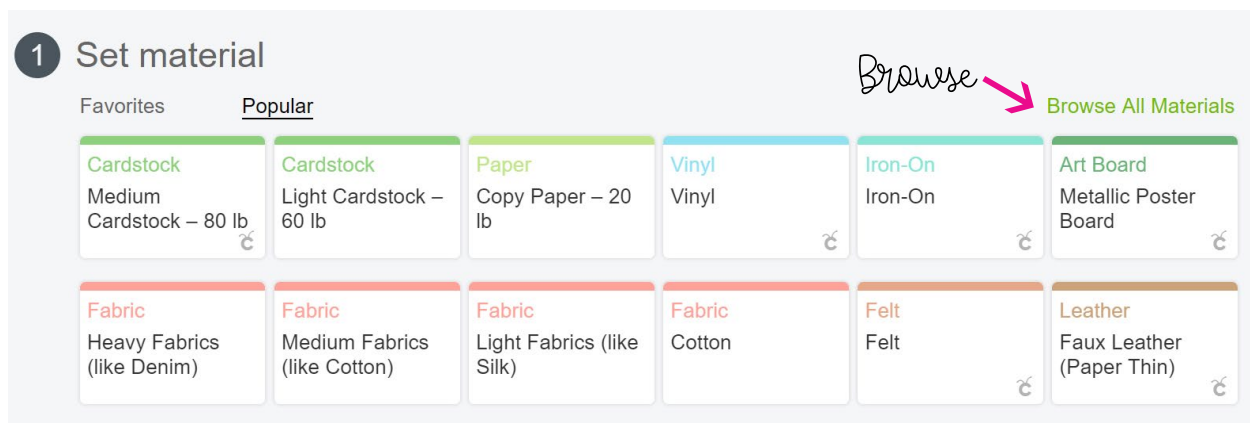 1 Set material
Browse
Favorites Popular Browse All Materials
Cardstock
Medium
Cardstock – 80 lb
Cardstock
Light Cardstock –
60 lb
Paper
Copy Paper – 20
lb
Vinyl
Vinyl
Iron-On
Iron-On
Art Board
Metallic Poster
Board
Fabric
Heavy Fabrics
(like Denim)
Fabric
Medium Fabrics
(like Cotton)
Fabric
Light Fabrics (like
Silk)
Fabric
Cotton
Felt
Felt
Leather
Faux Leather
(Paper Thin)